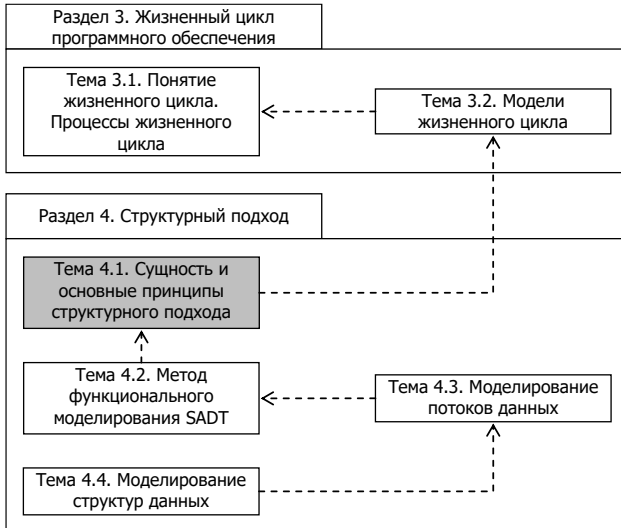 Раздел 3. Жизненный цикл
программного обеспечения
Тема 3.1. Понятие
жизненного цикла.
Процессы жизненного
цикла
Тема 3.2. Модели
жизненного цикла
Раздел 4. Структурный подход
Тема 4.1. Сущность и
основные принципы
структурного подхода
Тема 4.2. Метод
функционального
моделирования SADT
Тема 4.3. Моделирование
потоков данных
Тема 4.4. Моделирование
структур данных